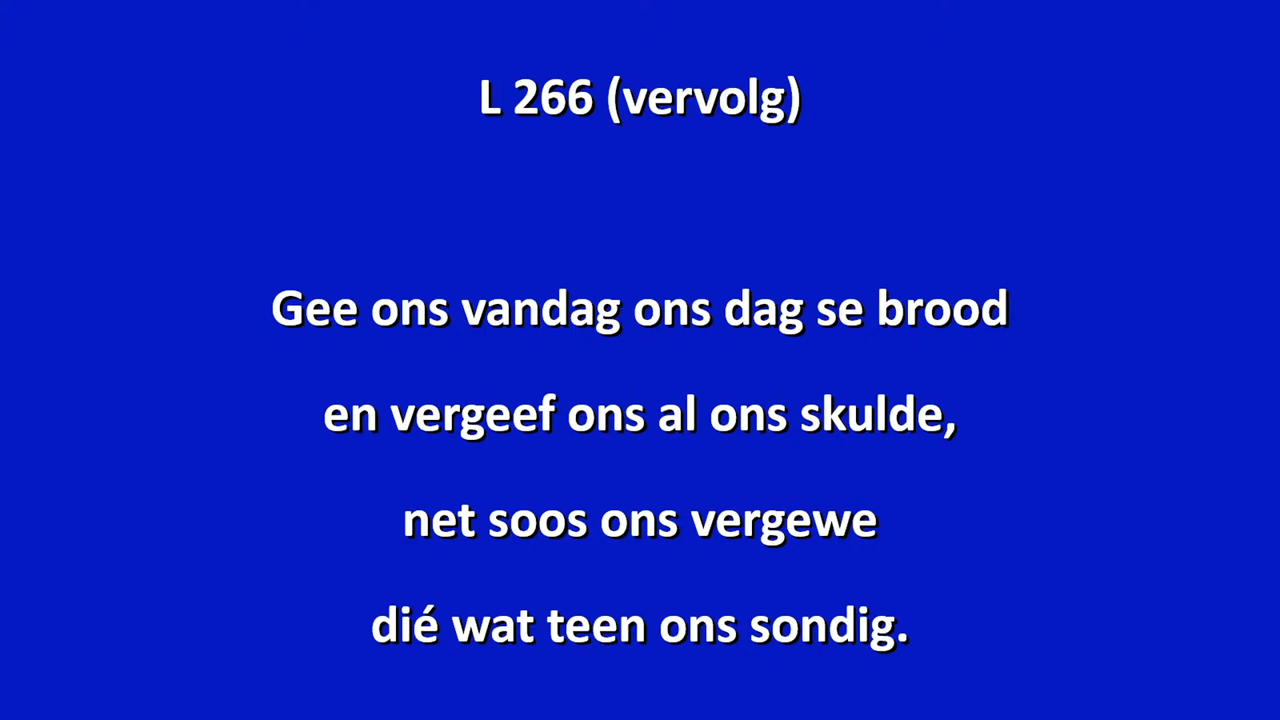 L 266 (vervolg)
Gee ons vandag ons dag se brood
en vergeef ons al ons skulde,
net soos ons vergewe
dié wat teen ons sondig.